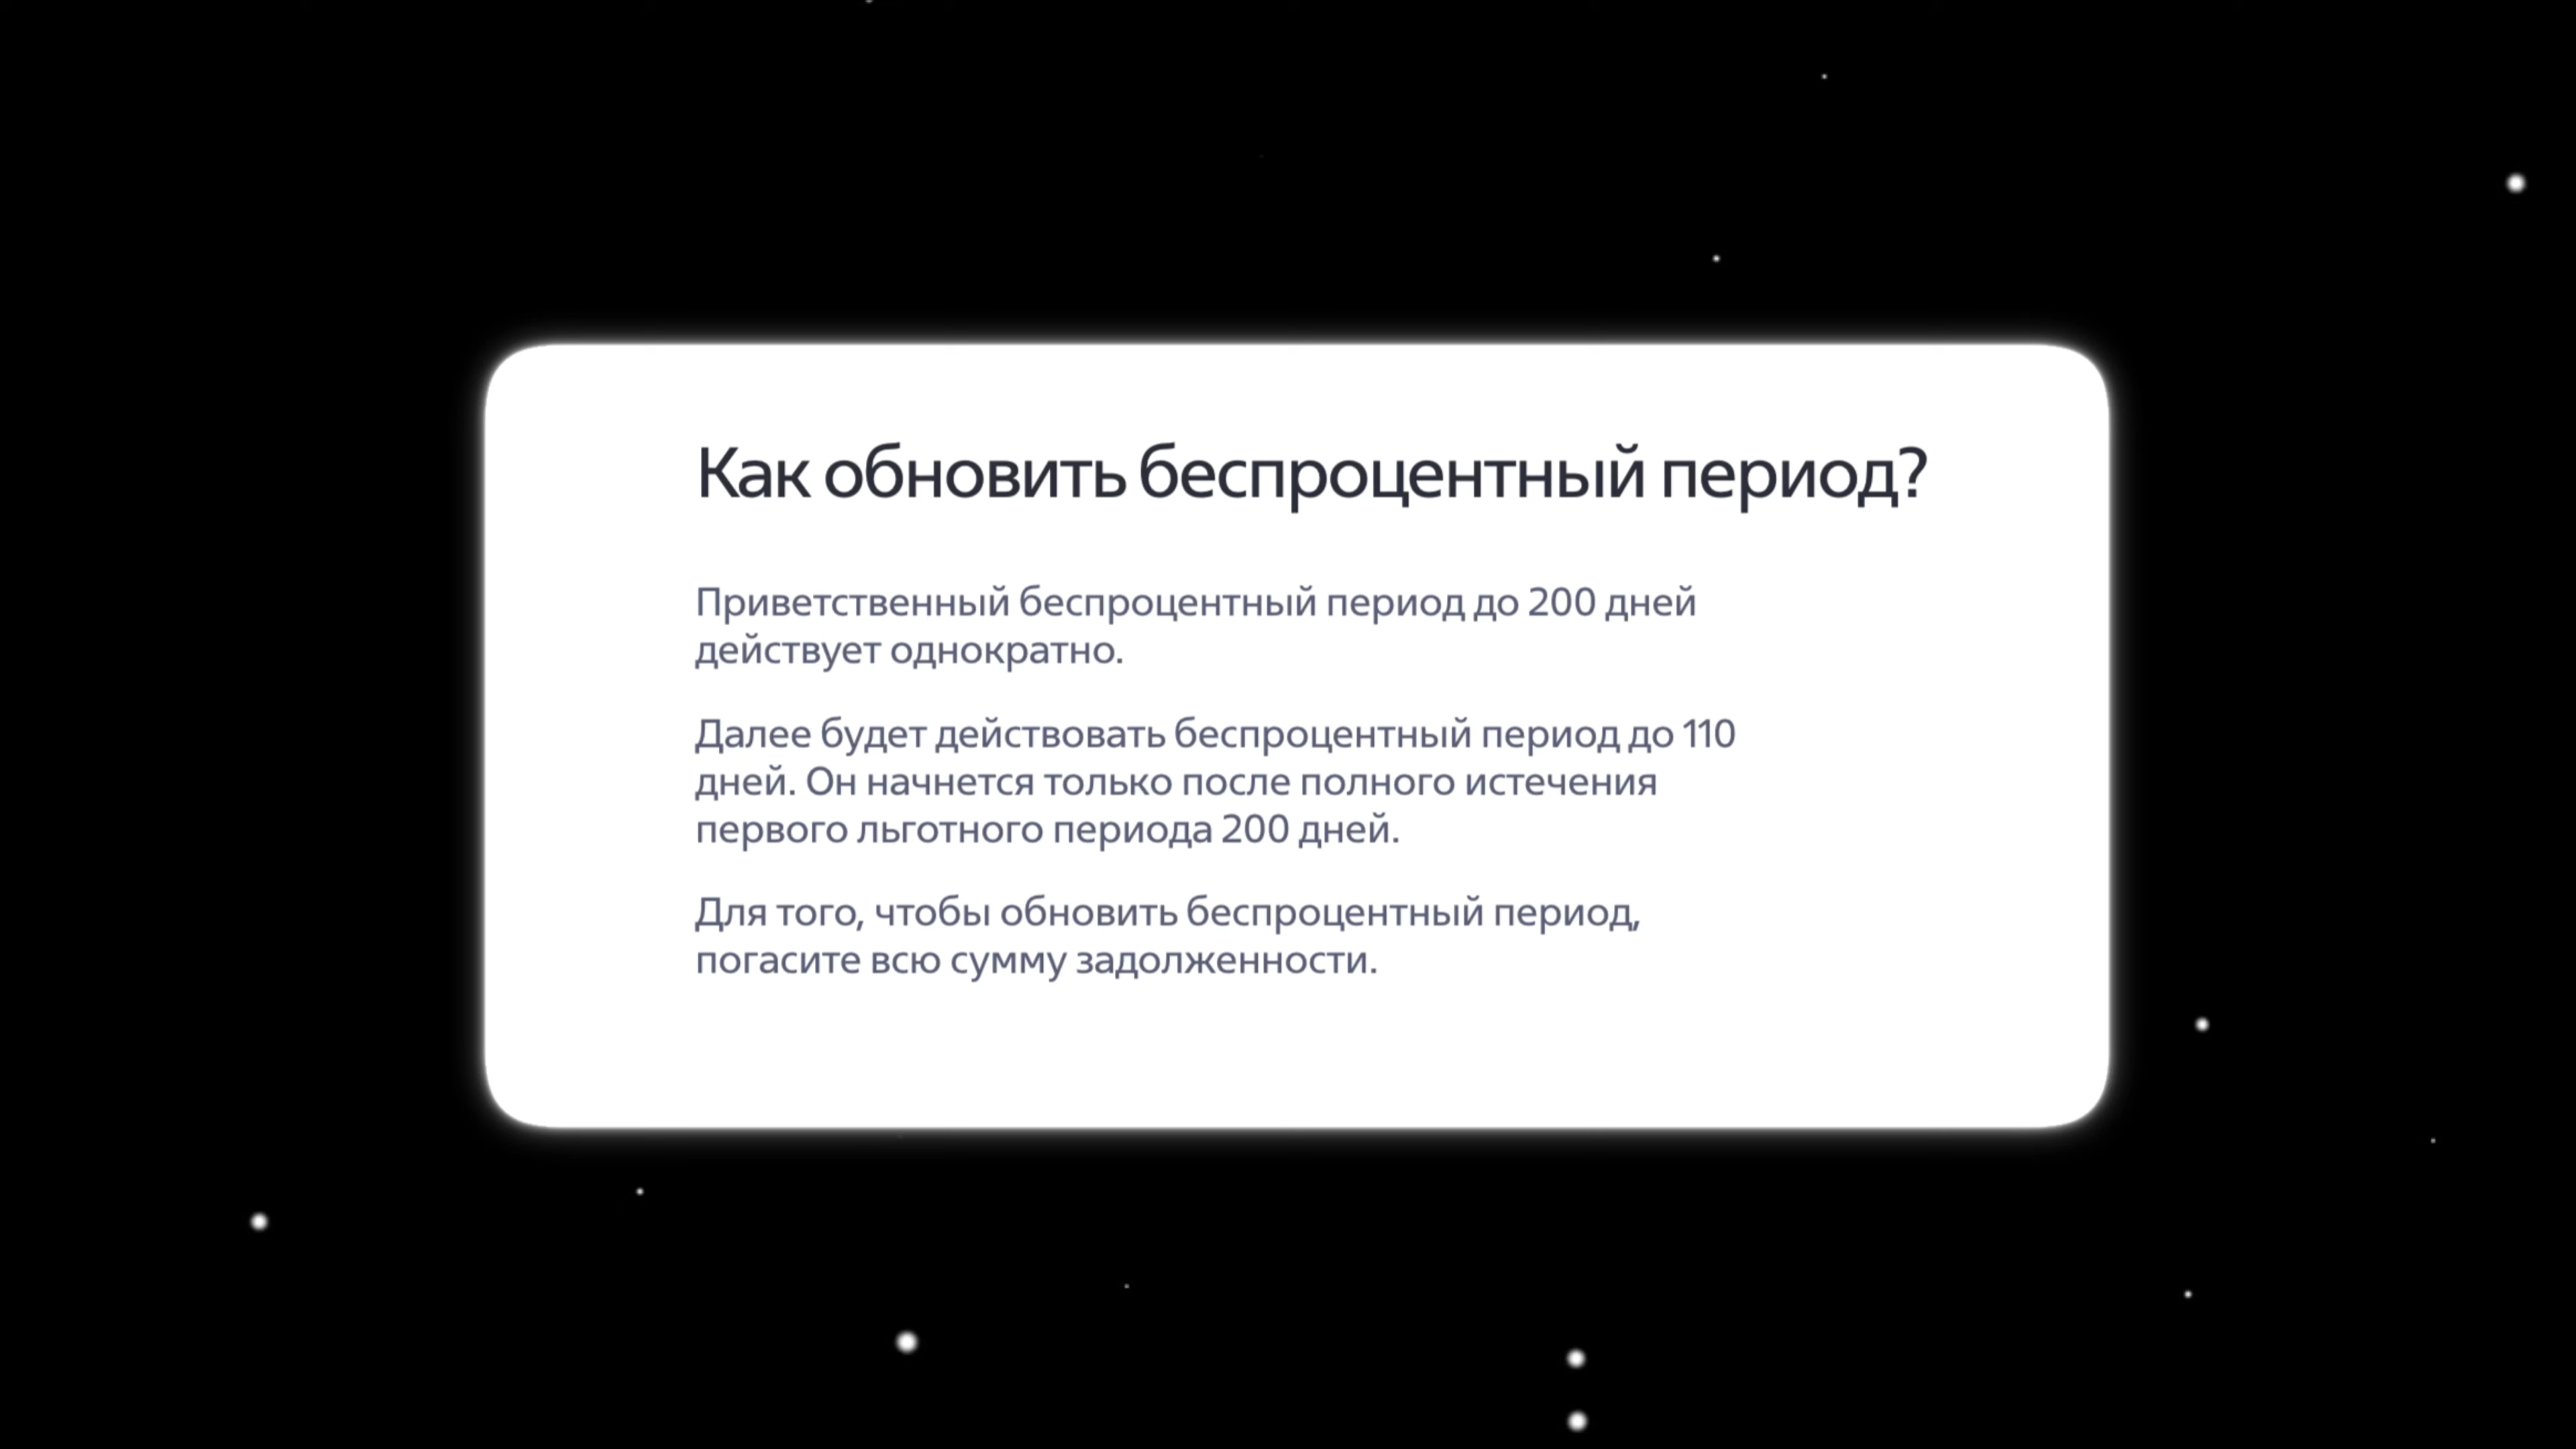 Как обновить беспроцентный период?
Приветственный беспроцентный период до 200 дней
действует однократно.
Далее будет действовать беспроцентный период до 110
дней. Он начнется только после полного истечения
первого льготного периода 200 дней.
Для того, чтобы обновить беспроцентный период,
погасите всю сумму задолженности.